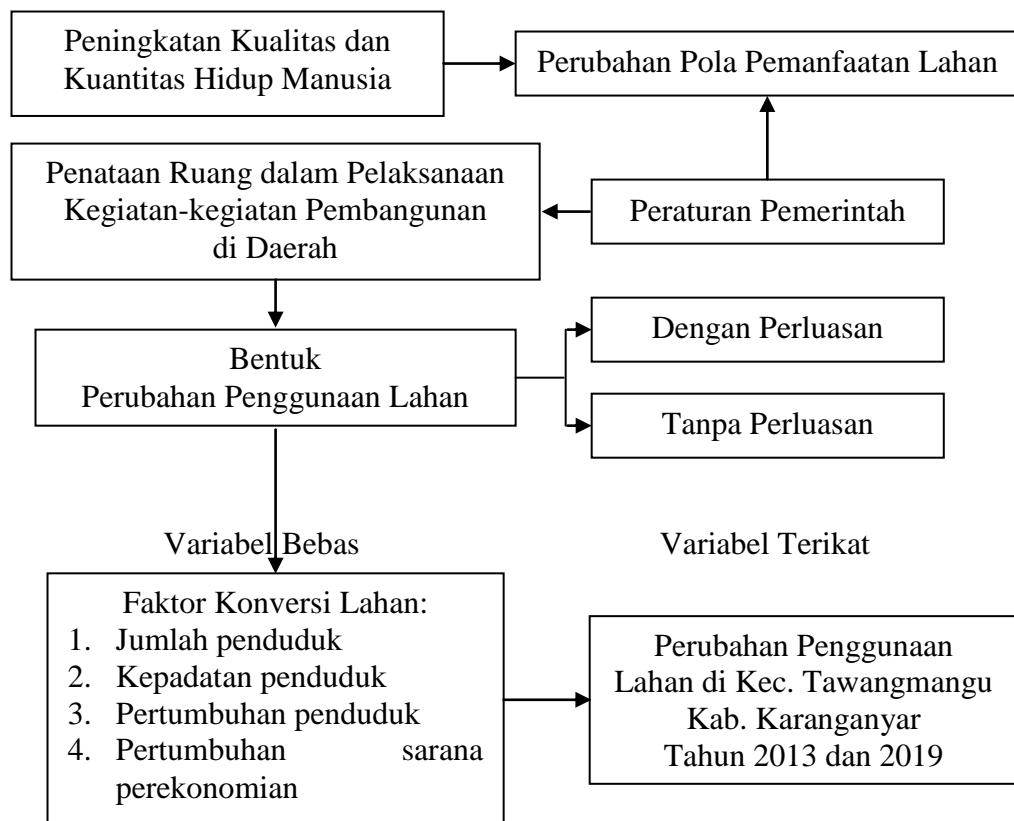 Peningkatan Kualitas dan
Kuantitas Hidup Manusia
Perubahan Pola Pemanfaatan Lahan
Penataan Ruang dalam Pelaksanaan
Kegiatan-kegiatan Pembangunan
di Daerah
Peraturan Pemerintah
Bentuk
Perubahan Penggunaan Lahan
Dengan Perluasan
Tanpa Perluasan
Variabel Bebas
Variabel Terikat
Faktor Konversi Lahan:
1. Jumlah penduduk
2. Kepadatan penduduk
3. Pertumbuhan penduduk
4. Pertumbuhan sarana
perekonomian
Perubahan Penggunaan
Lahan di Kec. Tawangmangu
Kab. Karanganyar
Tahun 2013 dan 2019